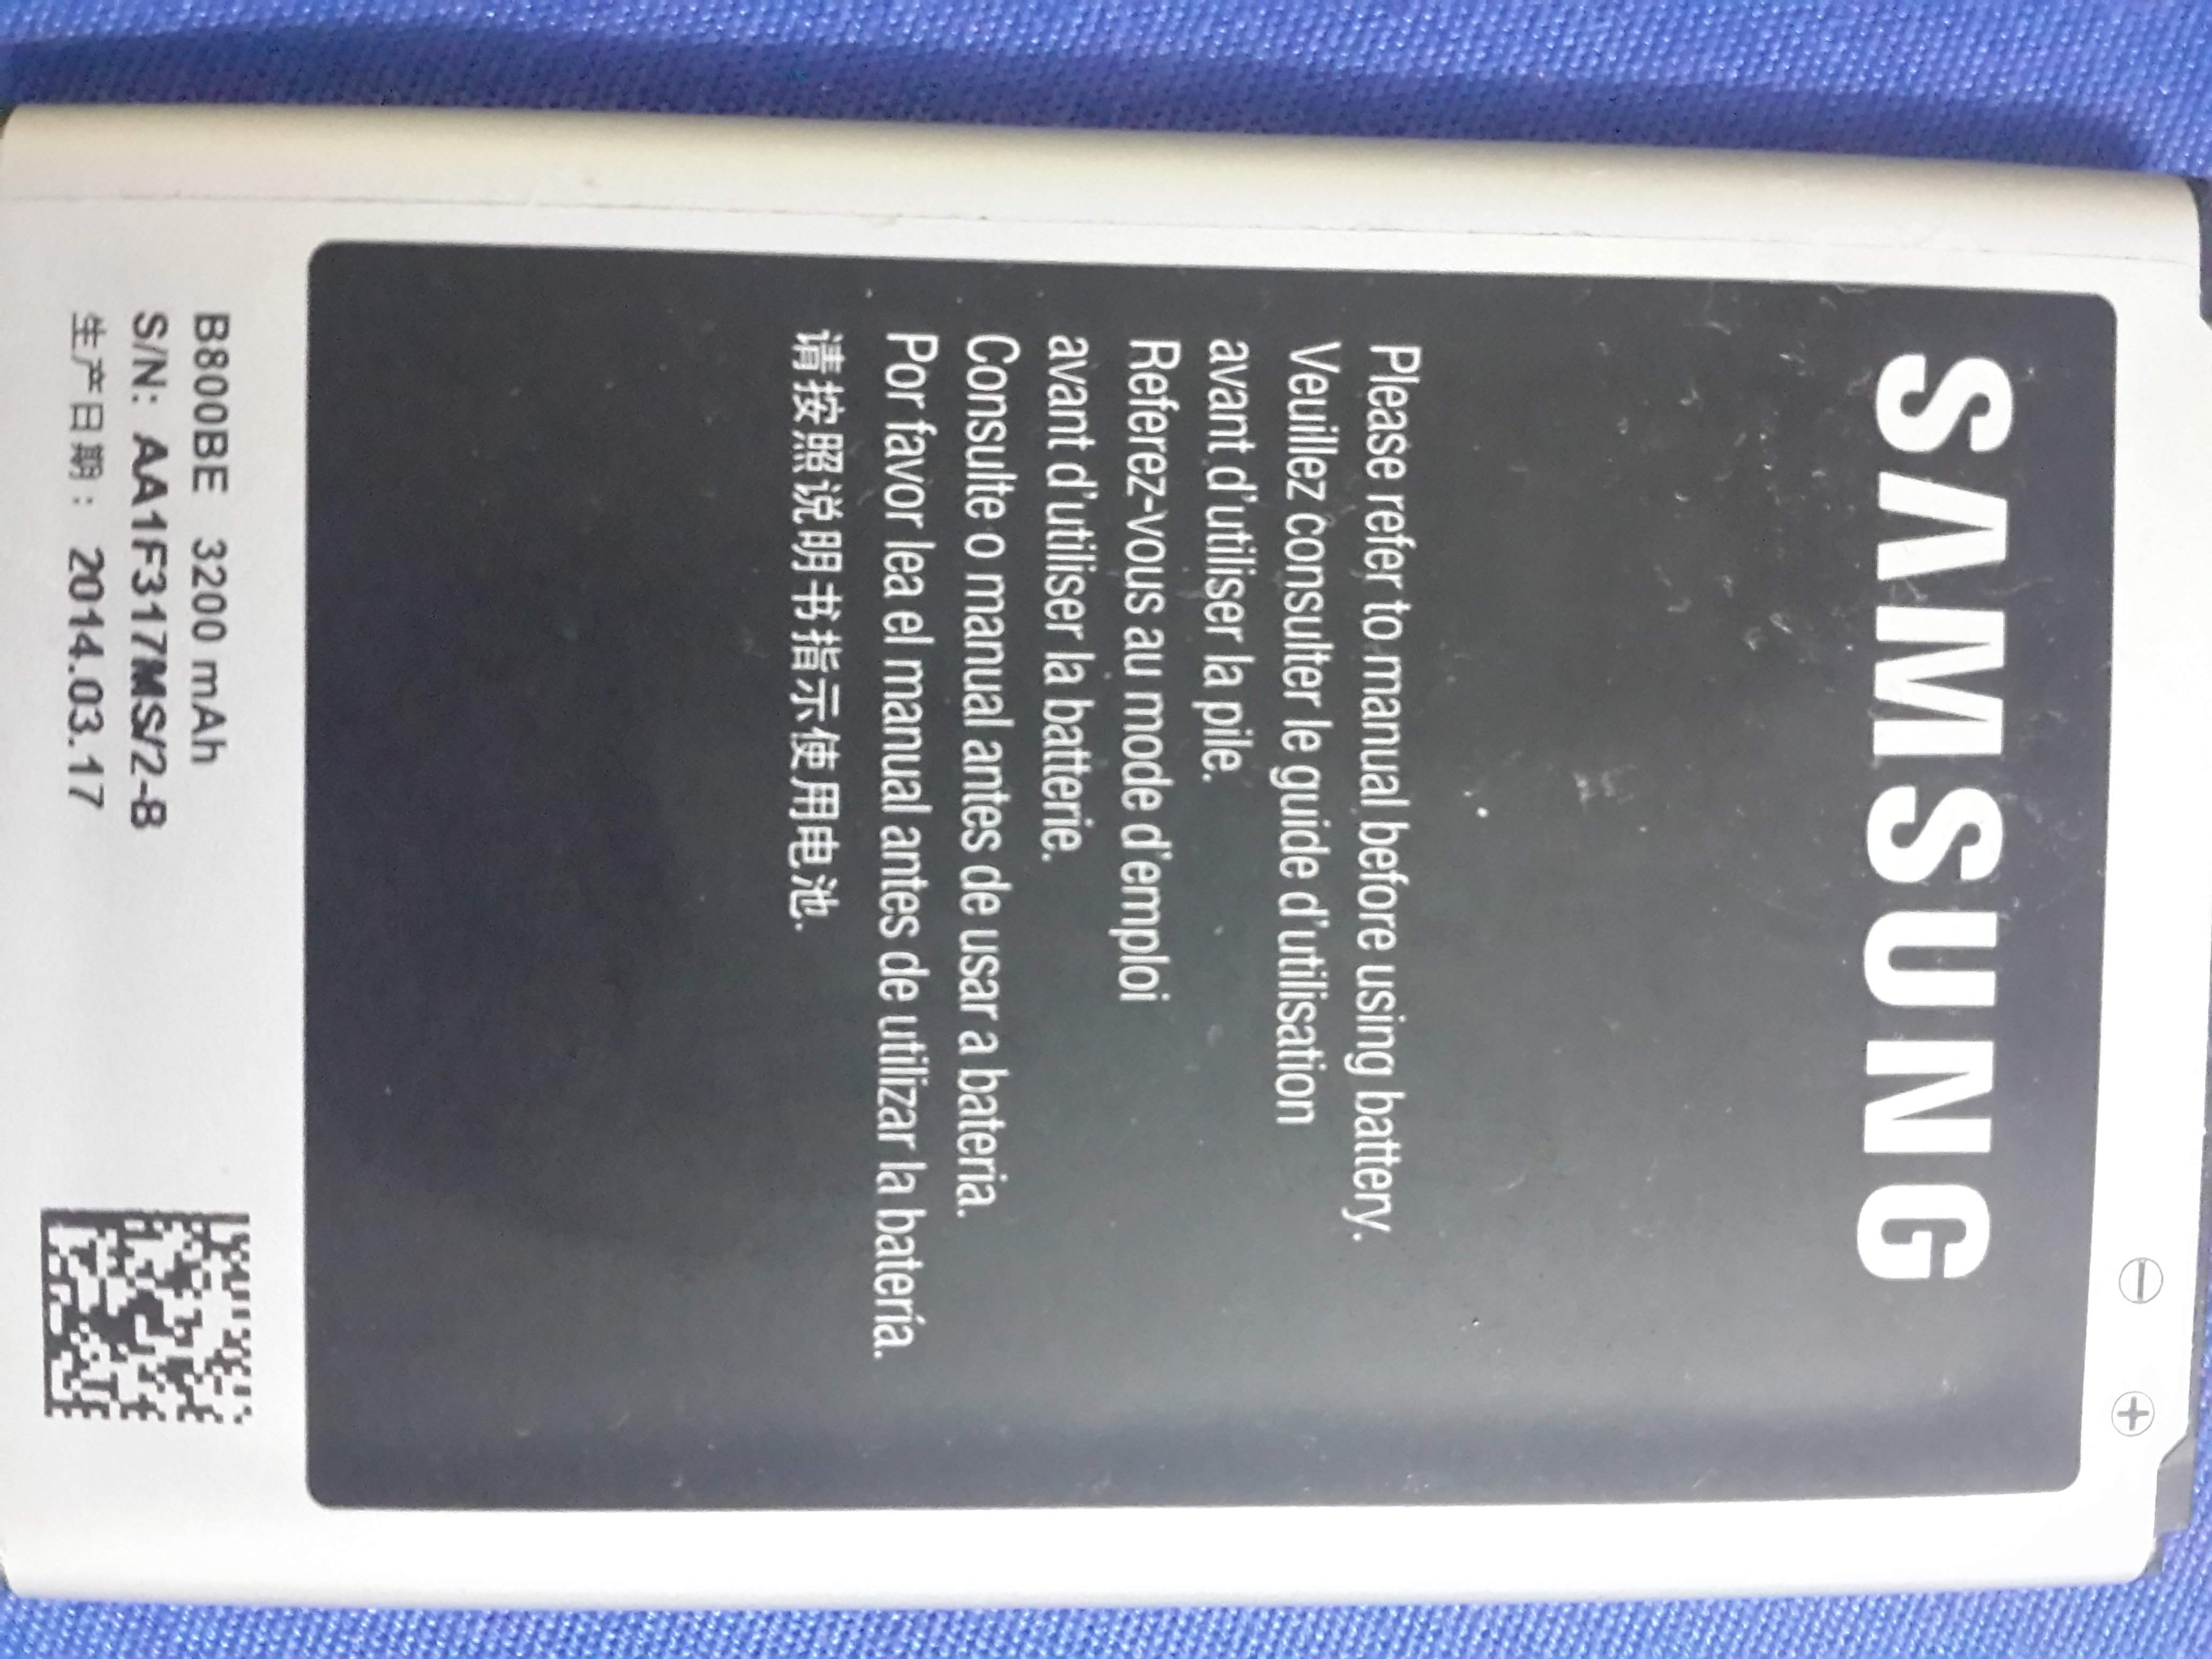 SAMSUNG
Please refer to manual before using battery.
Veuillez consulter le guide d'utilisation
avant d'utiliser la pile.
Referez-vous au mode d'emploi
avant d'utiliser la batterie.
Consulte o manual antes de usar a bateria.
Por favor lea el manual antes de utilizar la batería.
请按照说明书指示使用电池.
B800BE 3200 mAh
S/N: AA1F317MS/2-B
生产日期: 2014.03.17